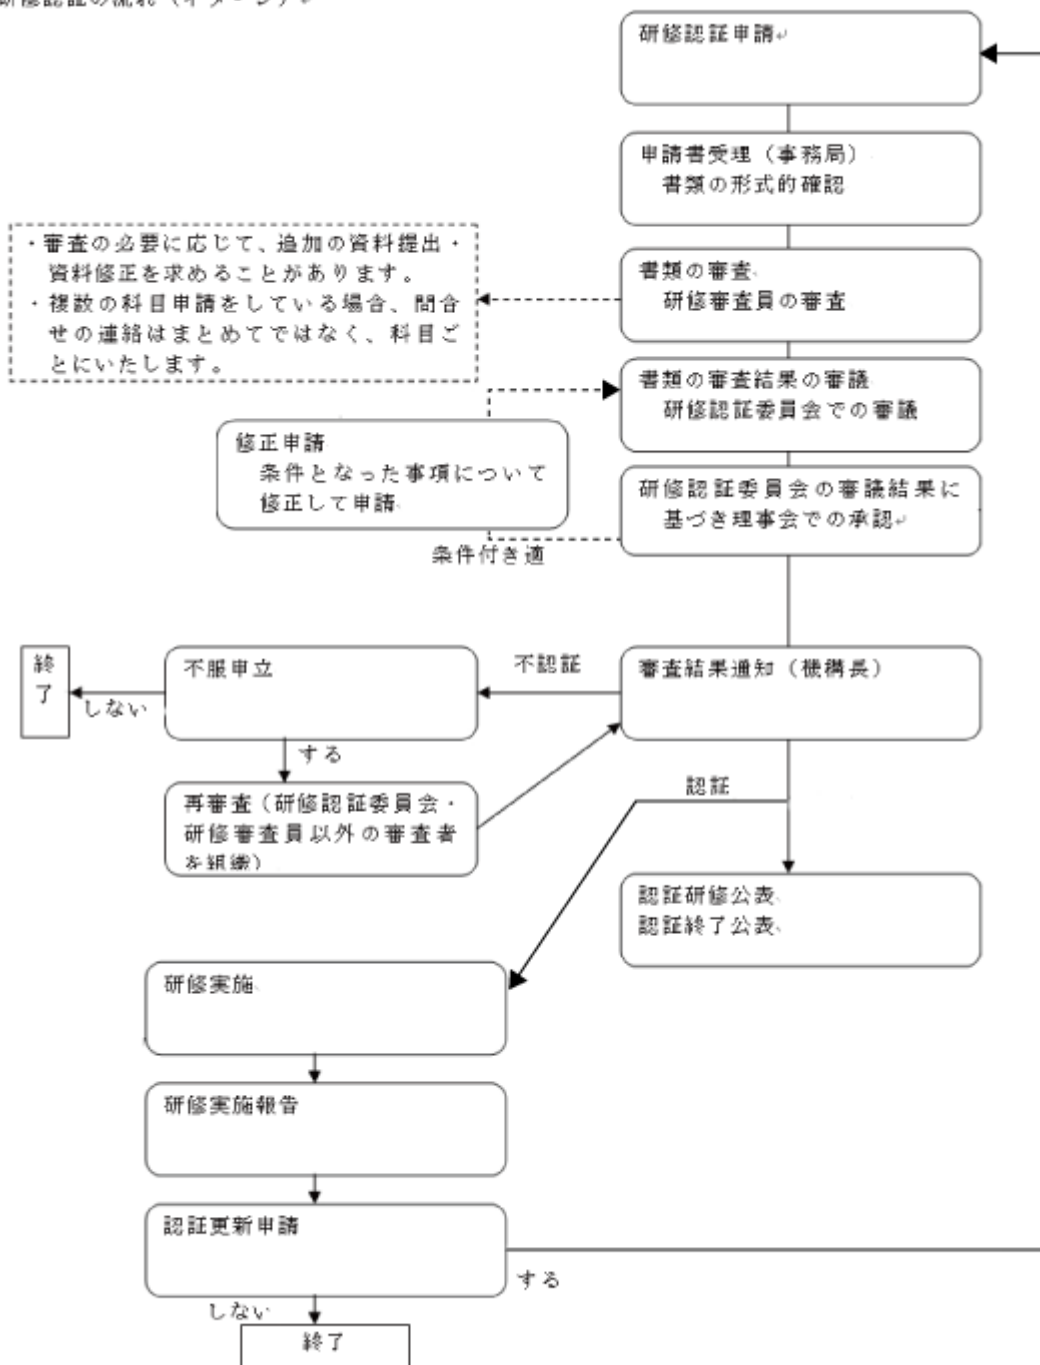 研修認証の流れ（イメージ）
研修認証申請
申請書受理（事務局）
書類の形式的確認
・審査の必要に応じて、追加の資料提出・
資料修正を求めることがあります。
・複数の科目申請をしている場合、問合
せの連絡はまとめてではなく、科目ご
とにいたします。
書類の審査
研修審査員の審査
書類の審査結果の審議
研修認証委員会での審議
修正申請
条件となった事項について
修正して申請
研修認証委員会の審議結果に
基づき理事会での承認
条件付き適
終
了
しない
不服申立
不認証
審査結果通知（機構長）
する
再審査（研修認証委員会・
研修審査員以外の審査者
を組織）
認証
認証研修公表
認証終了公表
研修実施
研修実施報告
認証更新申請
する
しない
終了